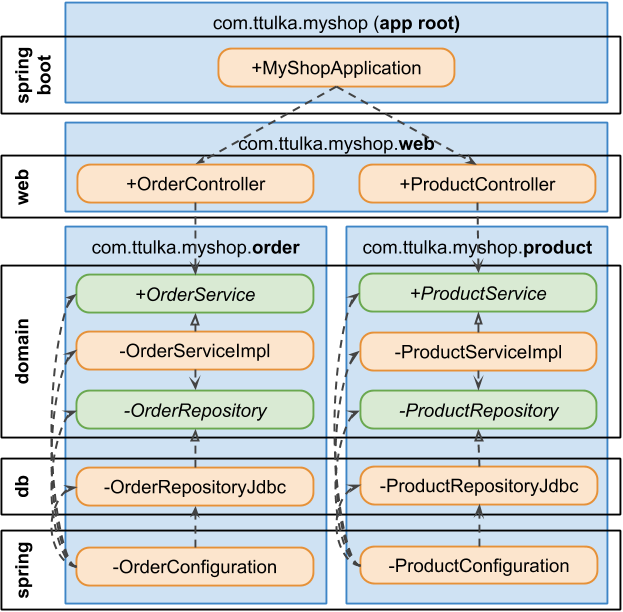 com.ttulka.myshop (app root)
spring
boot
+MyShopApplication
com.ttulka.myshop.web
web
+OrderController
+ProductController
com.ttulka.myshop.order
com.ttulka.myshop.product
domain
+OrderService
+ProductService
-OrderServiceImpl
-ProductServiceImpl
-OrderRepository
-ProductRepository
db
-OrderRepositoryJdbc
-ProductRepositoryJdbc
spring
-OrderConfiguration
-ProductConfiguration